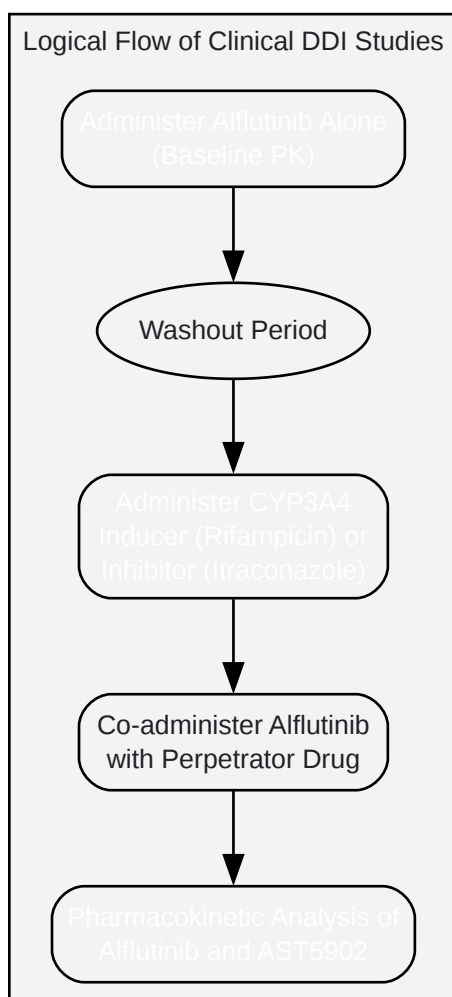 Logical Flow of Clinical DDI Studies
Administer Alflutinib Alone
(Baseline PK)
Washout Period
Administer CYP3A4
Inducer (Rifampicin) or
Inhibitor (Itraconazole)
Co-administer Alflutinib
with Perpetrator Drug
Pharmacokinetic Analysis of
Alflutinib and AST5902